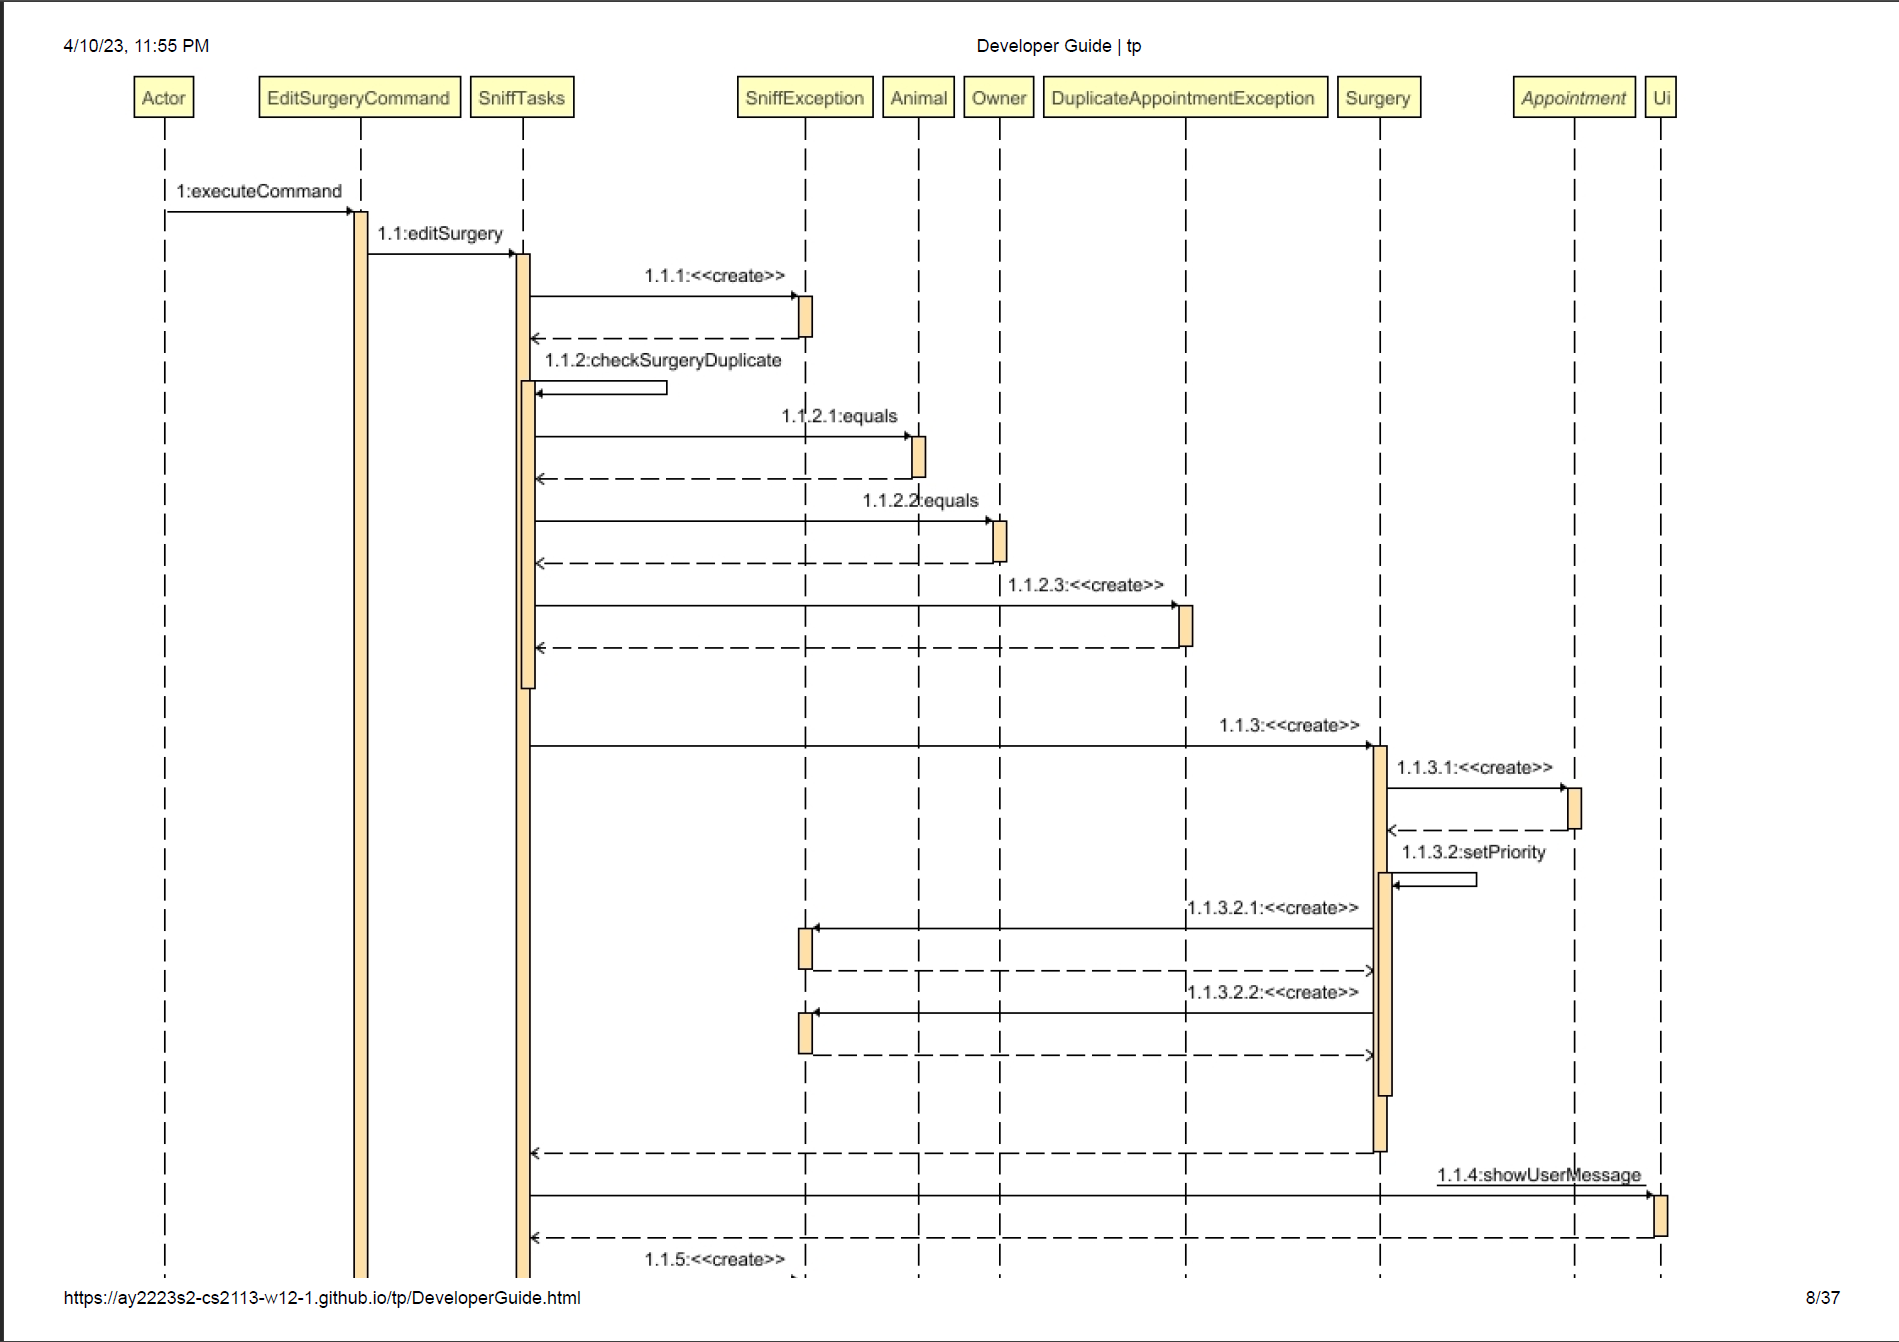 4/10/23, 11:55 PM
Developer Guide | tp
Actor
EditSurgeryCommand
SniffTasks
SniffException
Animal
Owner
DuplicateAppointmentException
Surgery
Appointment
Ui
1:executeCommand
1.1:editSurgery
1.1.1:<<create>>
1.1.2:checkSurgeryDuplicate
1.1.2.1:equals
1.1.2.2:equals
1.1.2.3:<<create>>
1.1.3:<<create>>
1.1.3.1:<<create>>
1.1.3.2:setPriority
1.1.3.2.1:<<create>>
1.1.3.2.2:<<create>>
1.1.4:showUserMessage
1.1.5:<<create>>
https://ay2223s2-cs2113-w12-1.github.io/tp/DeveloperGuide.html
8/37